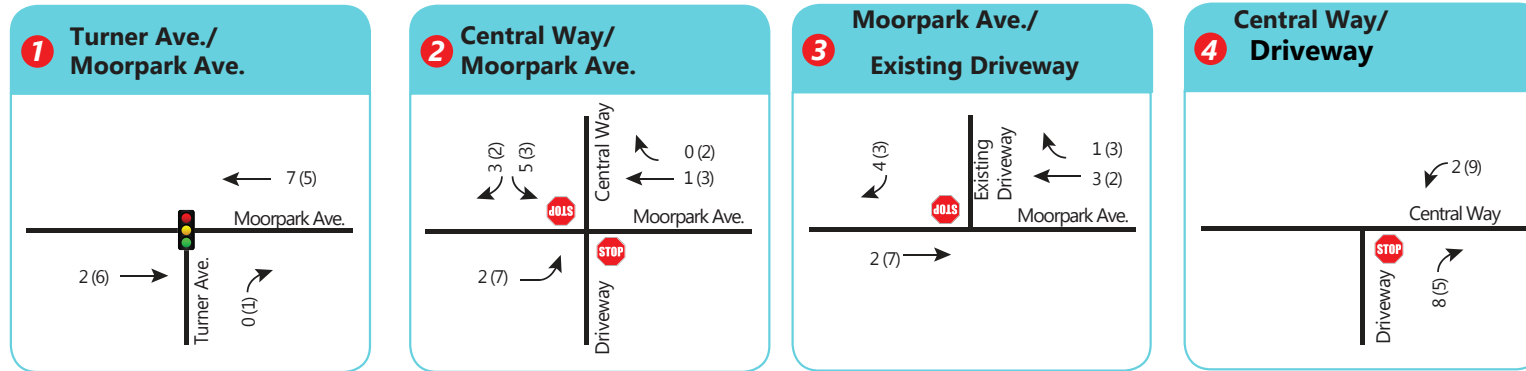 1
Turner Ave./
Moorpark Ave.
7 (5)
Moorpark Ave.
2 (6)
Turner Ave.
0 (1)
2
Central Way/
Moorpark Ave.
3 (2)
5 (3)
Central Way
0 (2)
1 (3)
STOP
Moorpark Ave.
STOP
2 (7)
Driveway
3
Moorpark Ave./
Existing Driveway
4 (3)
Existing
Driveway
1 (3)
3 (2)
STOP
Moorpark Ave.
2 (7)
4
Central Way/
Driveway
2 (9)
Central Way
STOP
Driveway
8 (5)